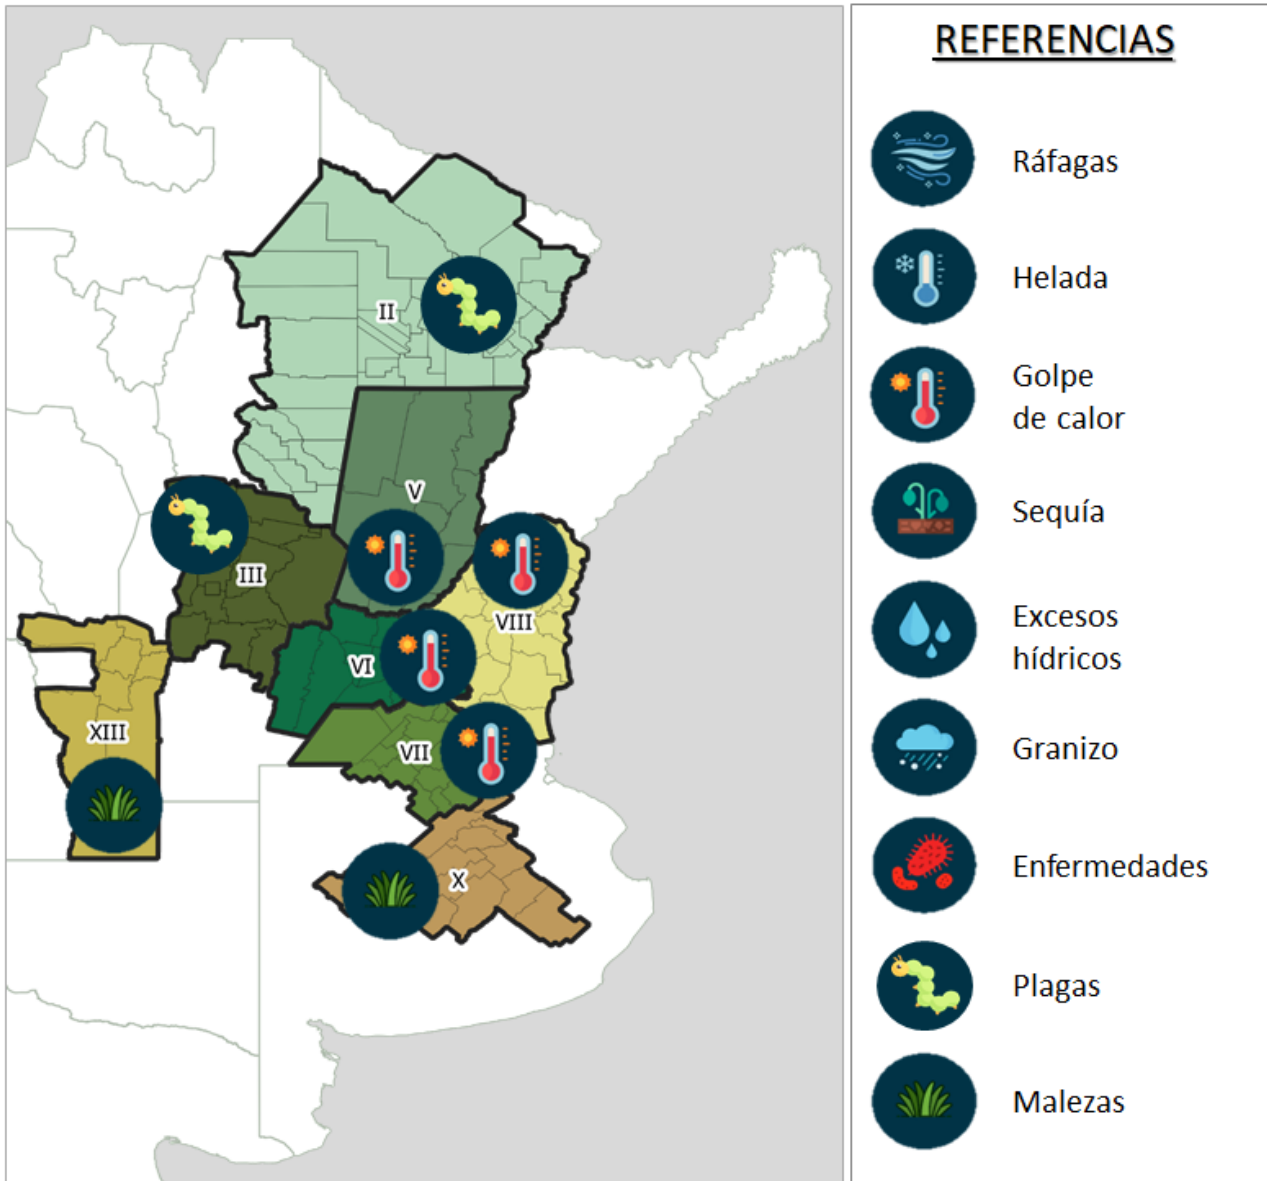 REFERENCIAS
Ráfagas
Helada
Golpe
de calor
Sequía
Excesos
hídricos
Granizo
Enfermedades
Plagas
Malezas
II
V
III
VIII
VI
XIII
VII
X